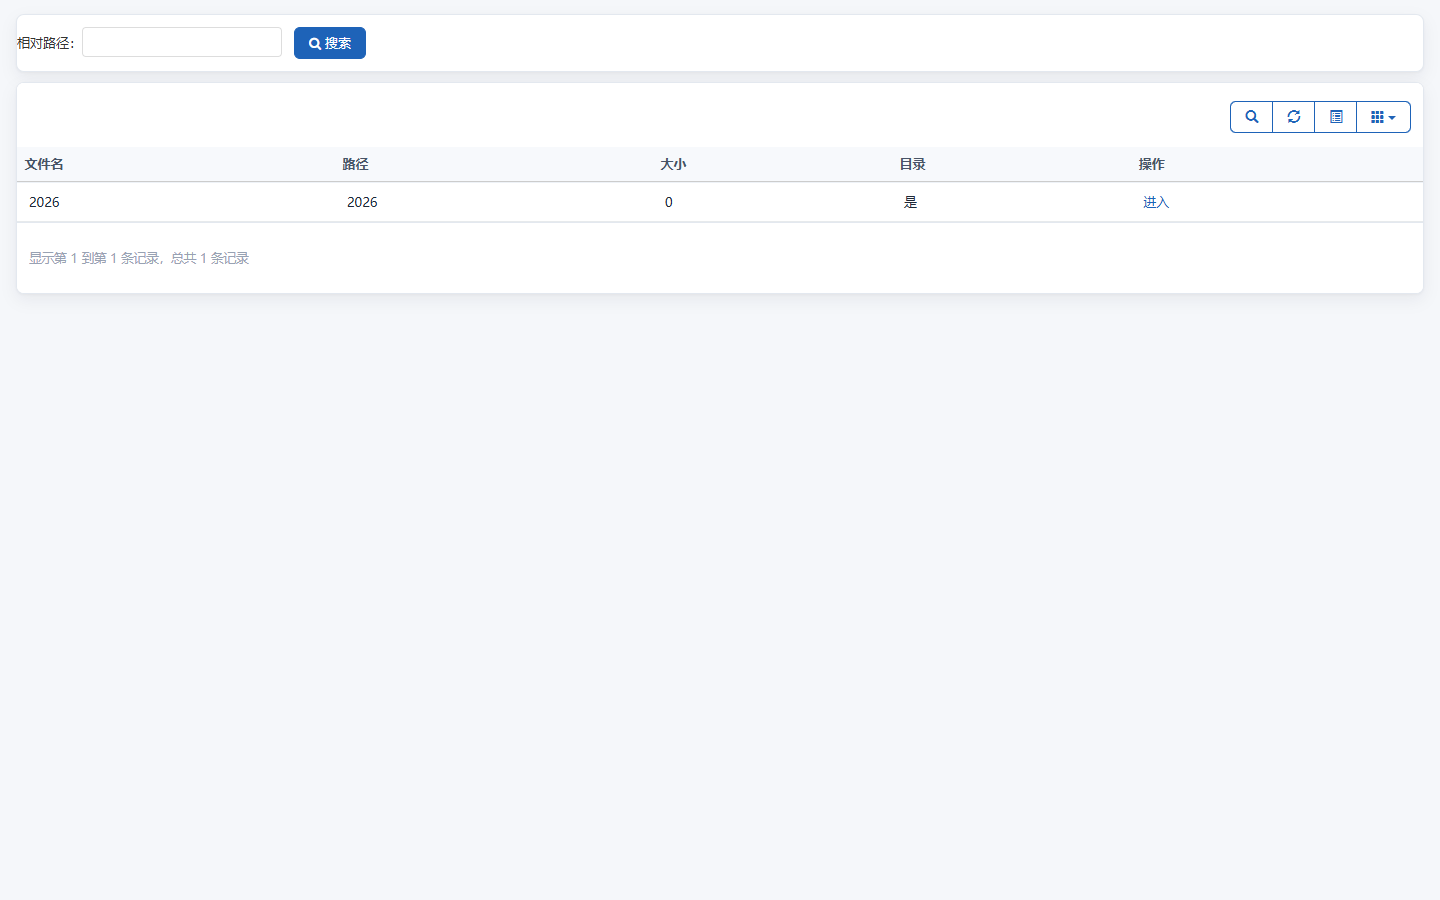 相对路径：
搜索
文件名 路径 大小 目录 操作
2026 2026 0 是 进入
显示第 1 到第 1 条记录，总共 1 条记录